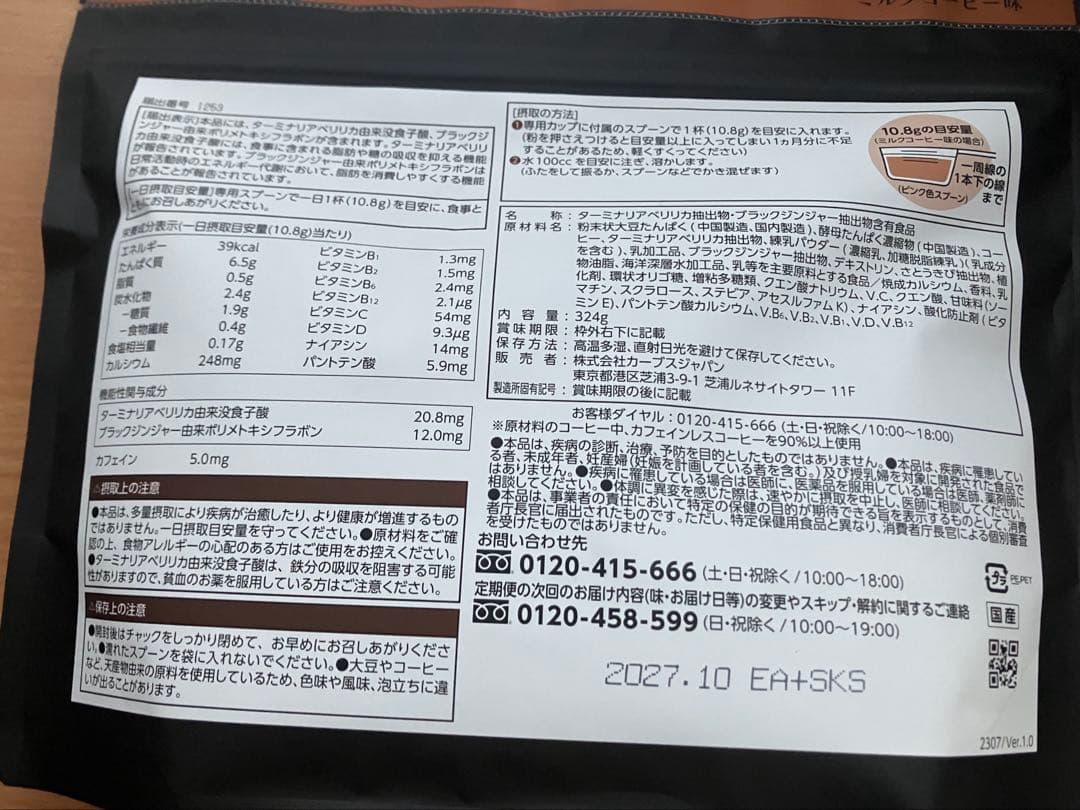 ミルクコーヒー味
届出番号 I253
[届出表示]本品には、ターミナリアベリリカ由来没食子酸、ブラックジ
ンジャー由来ポリメトキシフラボンが含まれます。ターミナリアベリリ
カ由来没食子酸には、食事に含まれる脂肪や糖の吸収を抑える機能
が報告されています。ブラックジンジャー由来ポリメトキシフラボンは
日常活動時のエネルギー代謝において、脂肪を消費しやすくする機能
があることが報告されています。
[一日摂取目安量]専用スプーンで一日1杯(10.8g)を目安に、食事と
ともにお召しあがりください。
栄養成分表示(一日摂取目安量(10.8g)当たり)
エネルギー 39kcal ビタミンB₁ 1.3mg
たんぱく質 6.5g ビタミンB₂ 1.5mg
脂質 0.5g ビタミンB₆ 2.4mg
炭水化物 2.4g ビタミンB₁₂ 2.1μg
－糖質 1.9g ビタミンC 54mg
－食物繊維 0.4g ビタミンD 9.3μg
食塩相当量 0.17g ナイアシン 14mg
カルシウム 248mg パントテン酸 5.9mg
機能性関与成分
ターミナリアベリリカ由来没食子酸 20.8mg
ブラックジンジャー由来ポリメトキシフラボン 12.0mg
カフェイン 5.0mg
⚠摂取上の注意
●本品は、多量摂取により疾病が治癒したり、より健康が増進するもの
ではありません。一日摂取目安量を守ってください。●原材料をご確
認の上、食物アレルギーの心配のある方はご使用をお控えください。
●ターミナリアベリリカ由来没食子酸は、鉄分の吸収を阻害する可能
性がありますので、貧血のお薬を服用している方はご注意ください。
⚠保存上の注意
●開封後はチャックをしっかり閉めて、お早めにお召しあがりくださ
い。●濡れたスプーンを袋に入れないでください。●大豆やコーヒー
など、天産物由来の原料を使用しているため、色味や風味、泡立ちに違
いが出ることがあります。
[摂取の方法]
❶専用カップに付属のスプーンで1杯(10.8g)を目安に入れます。
(粉を押さえつけると目安量以上に入ってしまい1ヵ月分に不足
することがあるため、軽くすくってください)
❷水100ccを目安に注ぎ、溶かします。
(ふたをして振るか、スプーンなどでかき混ぜます)
10.8gの目安量
(ミルクコーヒー味の場合)
一周線の
1本下の線
まで
(ピンク色スプーン)
名 称：ターミナリアベリリカ抽出物・ブラックジンジャー抽出物含有食品
原材料名：粉末状大豆たんぱく(中国製造、国内製造)、酵母たんぱく濃縮物(中国製造)、コー
ヒー、ターミナリアベリリカ抽出物、練乳パウダー(濃縮乳、加糖脱脂練乳)(乳成分
を含む)、乳加工品、ブラックジンジャー抽出物、デキストリン、さとうきび抽出物、植
物油脂、海洋深層水加工品、乳等を主要原料とする食品/焼成カルシウム、香料、乳
化剤、環状オリゴ糖、増粘多糖類、クエン酸ナトリウム、V.C、クエン酸、甘味料(ソー
マチン、スクラロース、ステビア、アセスルファムK)、ナイアシン、酸化防止剤(ビタ
ミンE)、パントテン酸カルシウム、V.B₆、V.B₂、V.B₁、V.D、V.B₁₂
内容量：324g
賞味期限：枠外右下に記載
保存方法：高温多湿、直射日光を避けて保存してください。
販売者：株式会社カーブスジャパン
東京都港区芝浦3-9-1 芝浦ルネサイトタワー 11F
製造所固有記号：賞味期限の後に記載
お客様ダイヤル：0120-415-666 (土・日・祝除く/10:00〜18:00)
※原材料のコーヒー中、カフェインレスコーヒーを90%以上使用
●本品は、疾病の診断、治療、予防を目的としたものではありません。●本品は、疾病に罹患してい
る者、未成年者、妊産婦(妊娠を計画している者を含む。)及び授乳婦を対象に開発された食品で
はありません。●疾病に罹患している場合は医師に、医薬品を服用している場合は医師、薬剤師に
相談してください。●体調に異変を感じた際は、速やかに摂取を中止し、医師に相談してください。
●本品は、事業者の責任において特定の保健の目的が期待できる旨を表示するものとして、消費
者庁長官に届出されたものです。ただし、特定保健用食品と異なり、消費者庁長官による個別審査
を受けたものではありません。
お問い合わせ先
0120-415-666 (土・日・祝除く/10:00〜18:00)
定期便の次回のお届け内容(味・お届け日等)の変更やスキップ・解約に関するご連絡
0120-458-599 (日・祝除く/10:00〜19:00)
プラ PE,PET
国産
2027.10 EA+SKS
2307/Ver.1.0